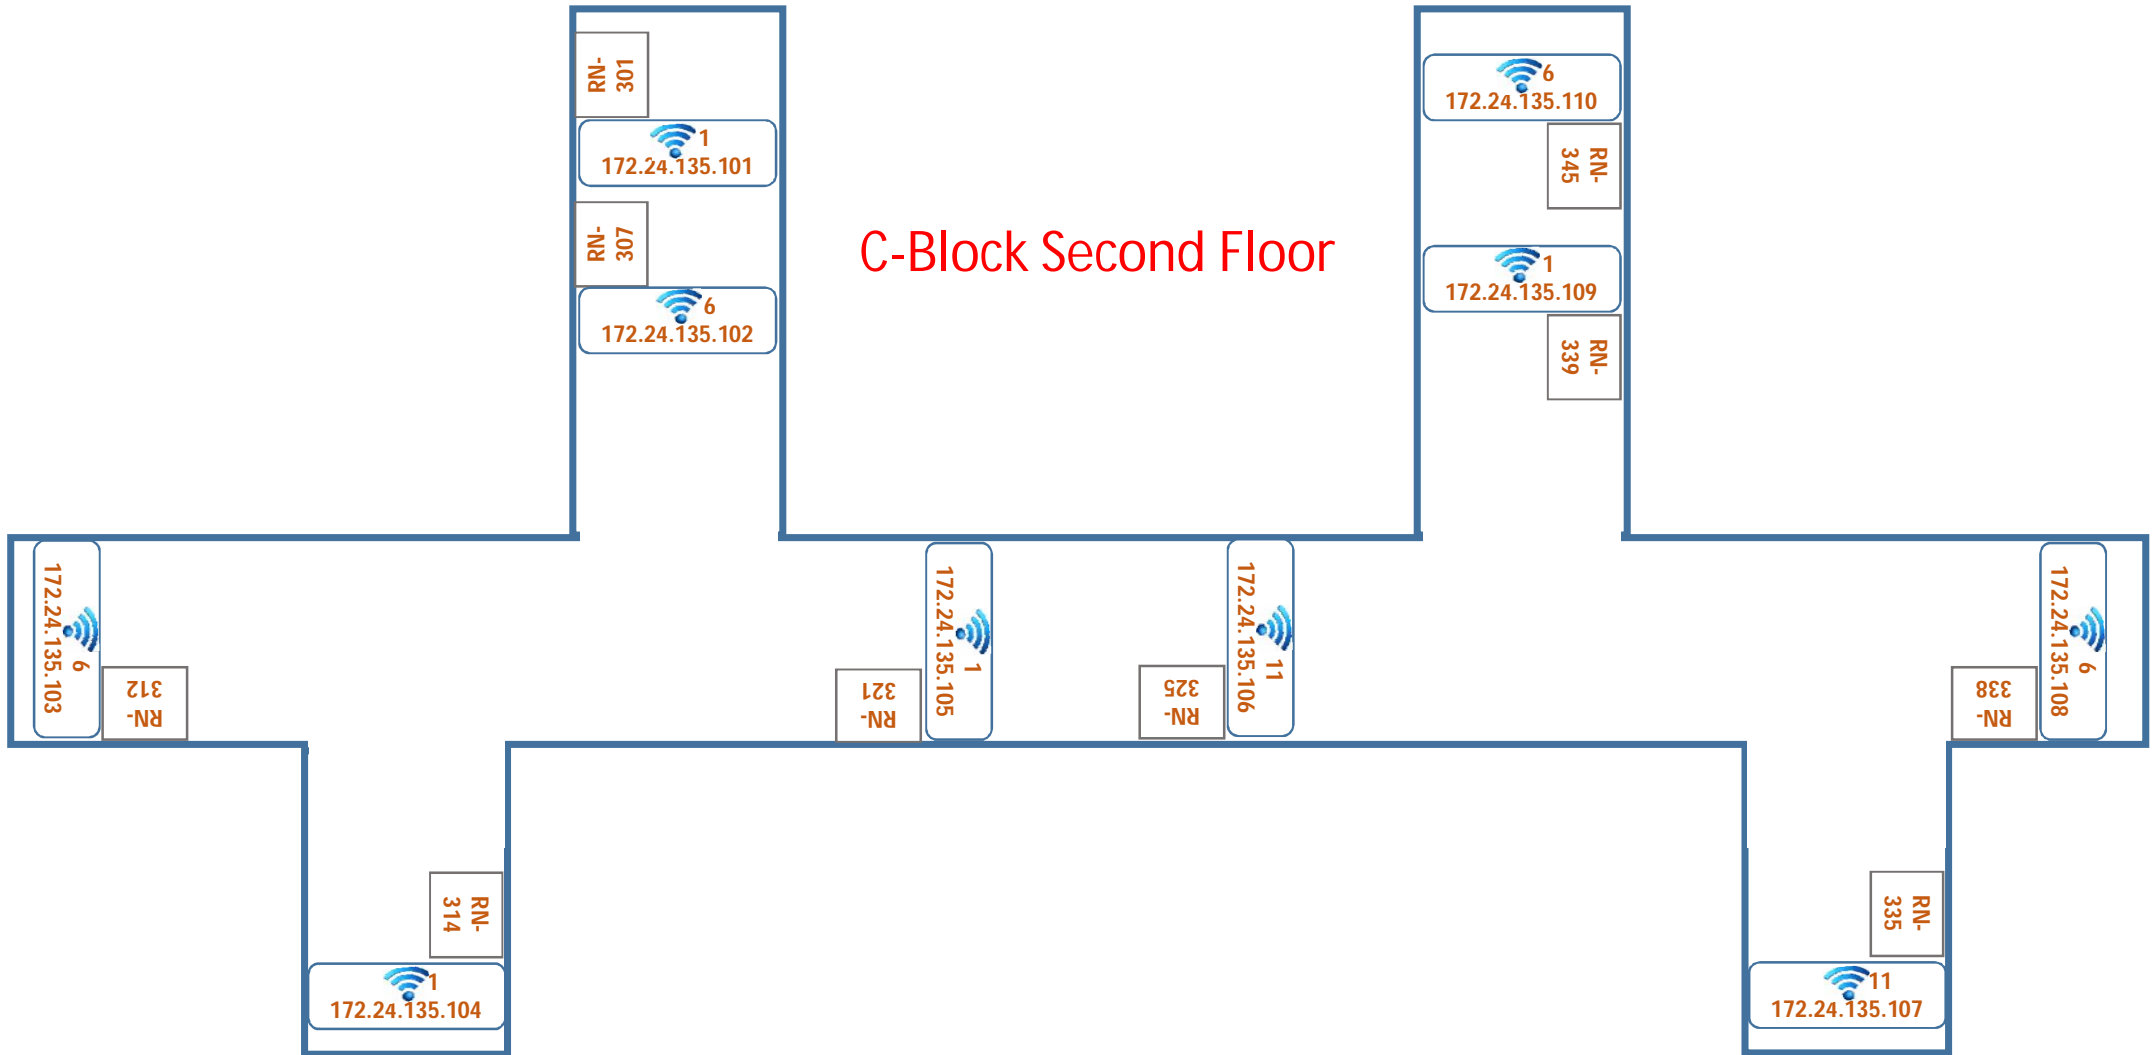 RN-
301
1
172.24.135.101
RN-
307
6
172.24.135.102
C-Block Second Floor
6
172.24.135.110
RN-
345
1
172.24.135.109
RN-
339
172.24.135.103
6
RN-
312
172.24.135.105
1
RN-
321
172.24.135.106
11
RN-
325
172.24.135.108
6
RN-
338
RN-
314
1
172.24.135.104
RN-
335
11
172.24.135.107